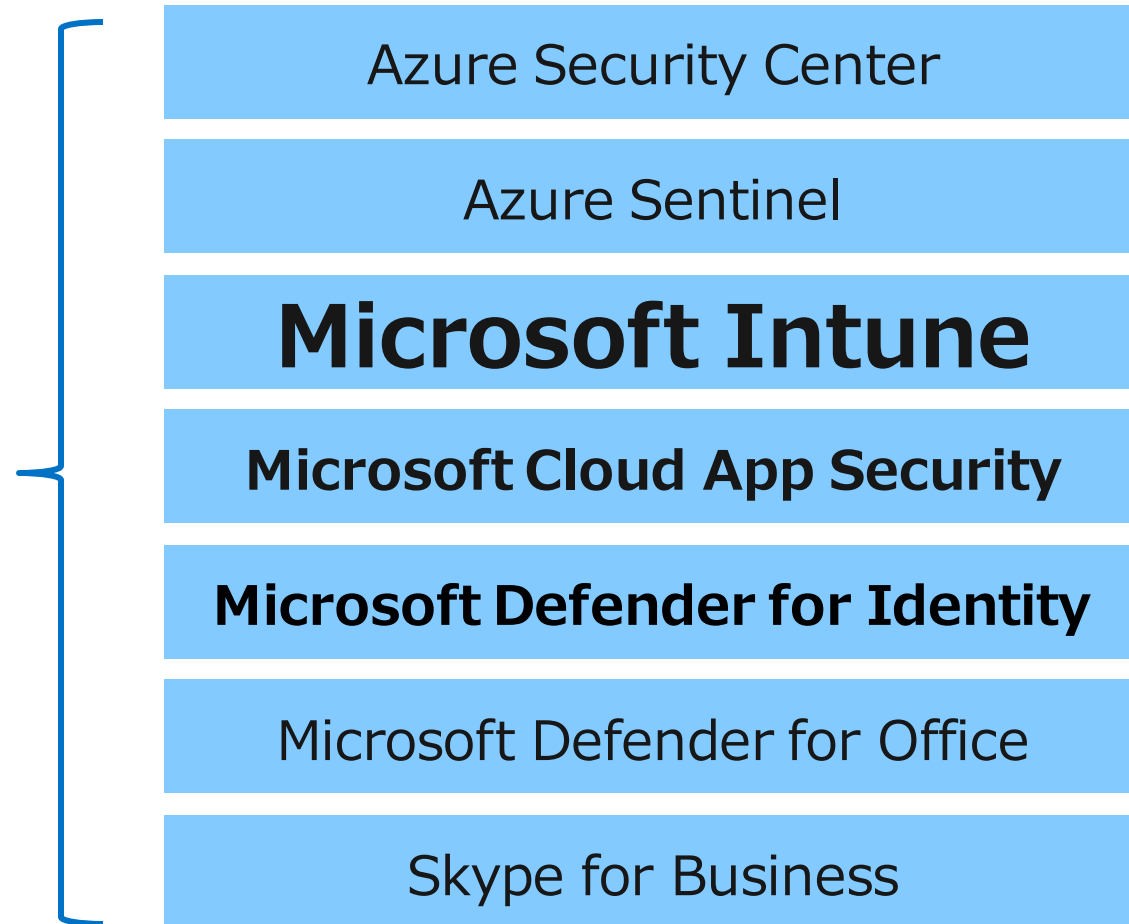 Azure Security Center
Azure Sentinel
Microsoft Intune
Microsoft Cloud App Security
Microsoft Defender for Identity
Microsoft Defender for Office
Skype for Business